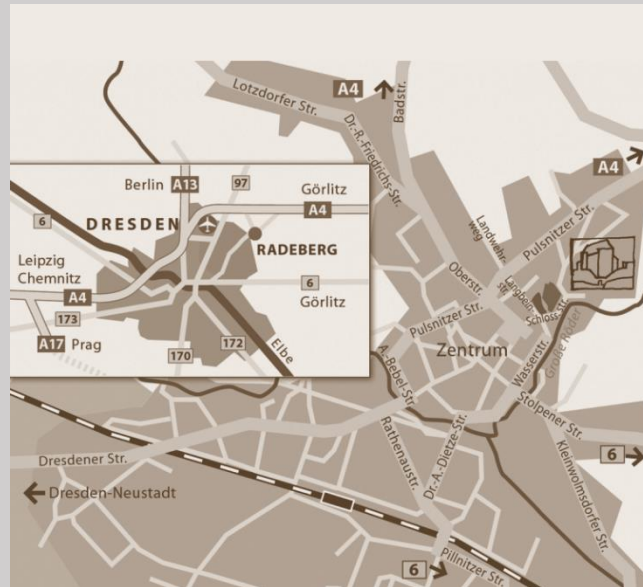 A4
Lotzdorfer Str.
Badstr.
Dr.-R.-Friedrichs-Str.
A4
Pulsnitzer Str.
Landwehr-
weg
Oberstr.
Langbein-
str.
Schloss-str.
Pulsnitzer Str.
Zentrum
Wasserstr.
Große Röder
A.-Bebel-Str
Stolpener Str.
Rathenaustr.
Dr.-A.-Dietze-Str.
Kleinwolmsdorfer Str.
6
Dresdener Str.
Dresden-Neustadt
6
Pillnitzer Str.
Berlin
A13
97
Görlitz
A4
6
DRESDEN
RADEBERG
Leipzig
Chemnitz
A4
6
Görlitz
173
A17
Prag
172
170
Elbe